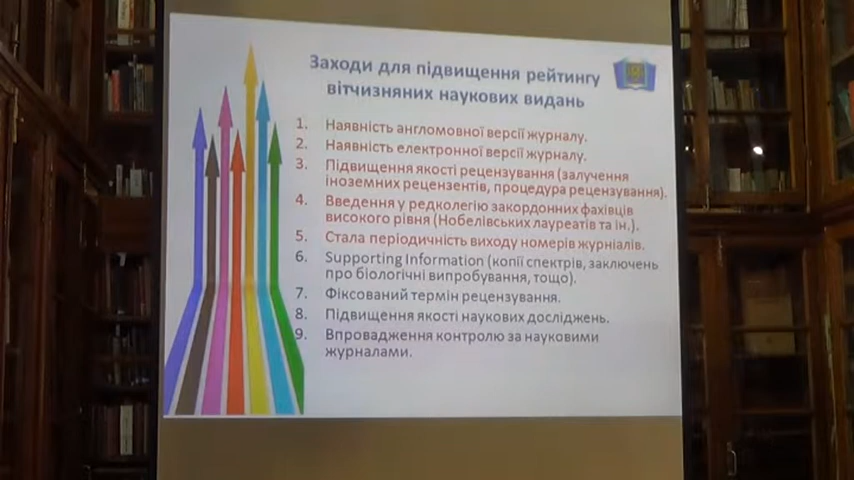 Заходи для підвищення рейтингу
вітчизняних наукових видань
1. Наявність англомовної версії журналу.
2. Наявність електронної версії журналу.
3. Підвищення якості рецензування (залучення
іноземних рецензентів, процедура рецензування).
4. Введення у редколегію закордонних фахівців
високого рівня (Нобелівських лауреатів та ін.).
5. Стала періодичність виходу номерів журніалів.
6. Supporting Information (копії спектрів, заключень
про біологічні випробування, тощо).
7. Фіксований термін рецензування.
8. Підвищення якості наукових досліджень.
9. Впровадження контролю за науковими
журналами.